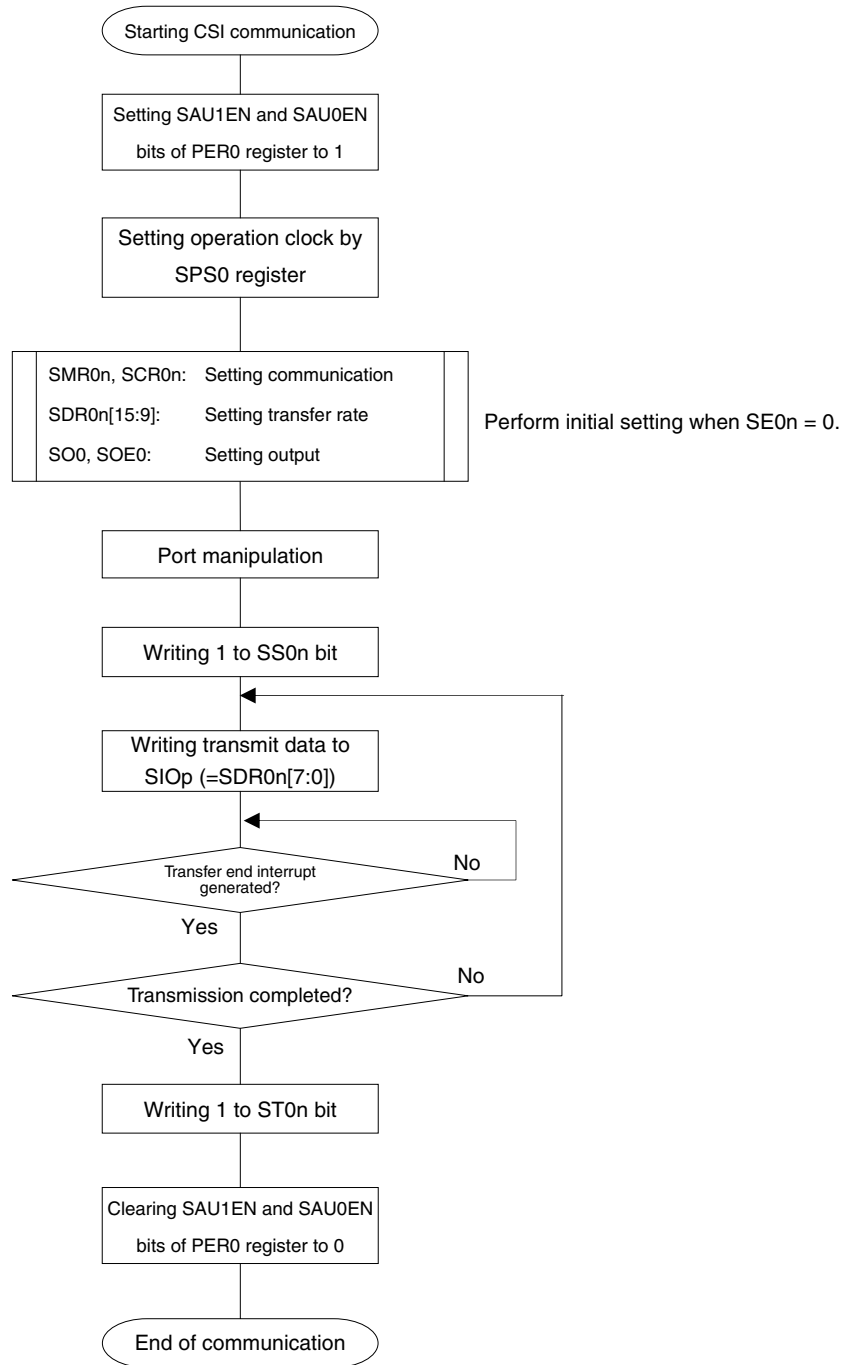 Starting CSI communication
Setting SAU1EN and SAU0EN
bits of PER0 register to 1
Setting operation clock by
SPS0 register
SMR0n, SCR0n: Setting communication
SDR0n[15:9]: Setting transfer rate
SO0, SOE0: Setting output
Perform initial setting when SE0n = 0.
Port manipulation
Writing 1 to SS0n bit
Writing transmit data to
SIOp (=SDR0n[7:0])
Transfer end interrupt
generated?
No
Yes
Transmission completed?
No
Yes
Writing 1 to ST0n bit
Clearing SAU1EN and SAU0EN
bits of PER0 register to 0
End of communication